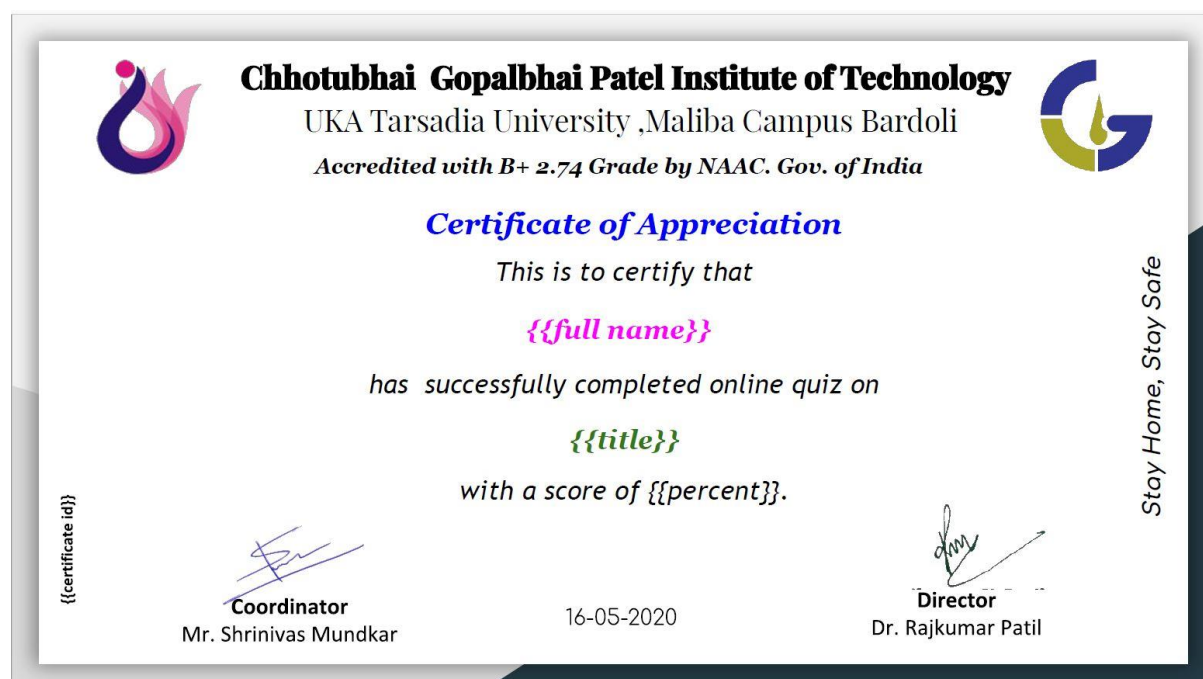 Chhotubhai Gopalbhai Patel Institute of Technology
UKA Tarsadia University ,Maliba Campus Bardoli
Accredited with B+ 2.74 Grade by NAAC. Gov. of India
Certificate of Appreciation
This is to certify that
{{full name}}
has successfully completed online quiz on
{{title}}
with a score of {{percent}}.
Stay Home, Stay Safe
{{certificate id}}
Coordinator
Mr. Shrinivas Mundkar
16-05-2020
Director
Dr. Rajkumar Patil